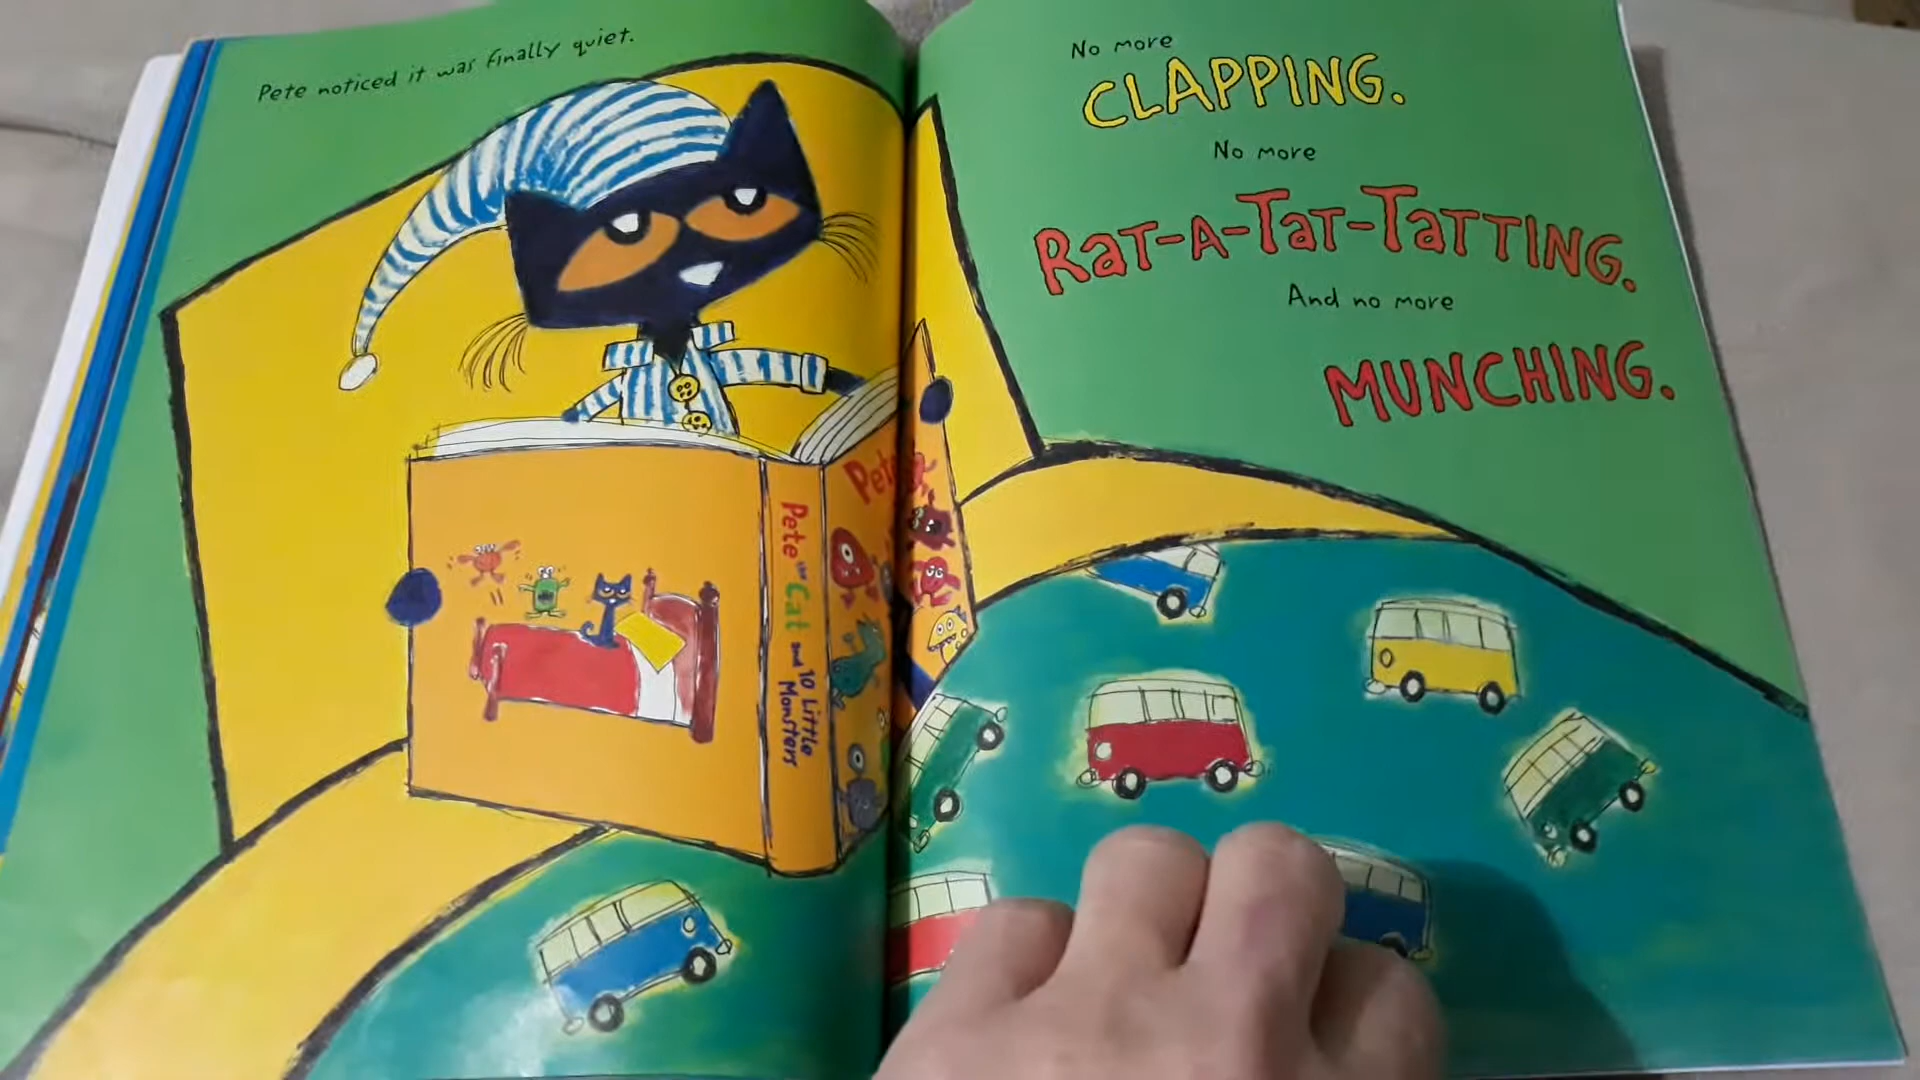 Pete noticed it was finally quiet.
No more
CLAPPING.
No more
RAT-A-TAT-TATTING.
And no more
MUNCHING.
Pete the Cat and 10 Little
Monsters
Pete